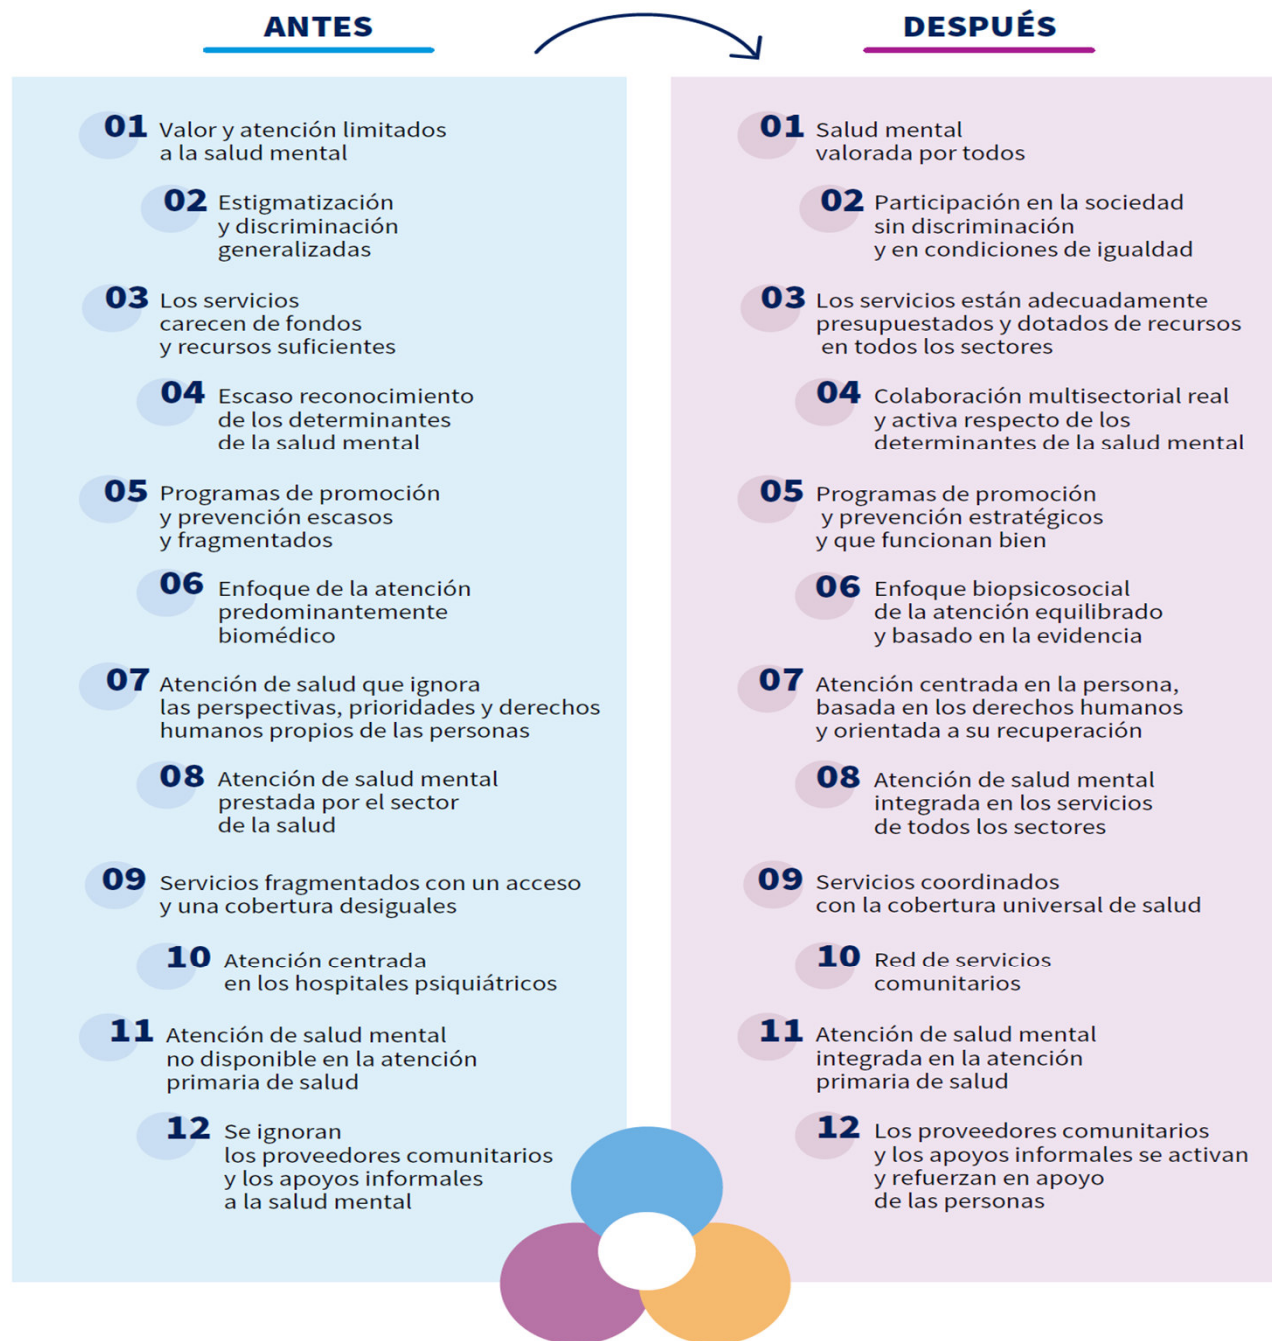 ANTES
01 Valor y atención limitados
a la salud mental
02 Estigmatización
y discriminación
generalizadas
03 Los servicios
carecen de fondos
y recursos suficientes
04 Escaso reconocimiento
de los determinantes
de la salud mental
05 Programas de promoción
y prevención escasos
y fragmentados
06 Enfoque de la atención
predominantemente
biomédico
07 Atención de salud que ignora
las perspectivas, prioridades y derechos
humanos propios de las personas
08 Atención de salud mental
prestada por el sector
de la salud
09 Servicios fragmentados con un acceso
y una cobertura desiguales
10 Atención centrada
en los hospitales psiquiátricos
11 Atención de salud mental
no disponible en la atención
primaria de salud
12 Se ignoran
los proveedores comunitarios
y los apoyos informales
a la salud mental
DESPUÉS
01 Salud mental
valorada por todos
02 Participación en la sociedad
sin discriminación
y en condiciones de igualdad
03 Los servicios están adecuadamente
presupuestados y dotados de recursos
en todos los sectores
04 Colaboración multisectorial real
y activa respecto de los
determinantes de la salud mental
05 Programas de promoción
y prevención estratégicos
y que funcionan bien
06 Enfoque biopsicosocial
de la atención equilibrado
y basado en la evidencia
07 Atención centrada en la persona,
basada en los derechos humanos
y orientada a su recuperación
08 Atención de salud mental
integrada en los servicios
de todos los sectores
09 Servicios coordinados
con la cobertura universal de salud
10 Red de servicios
comunitarios
11 Atención de salud mental
integrada en la atención
primaria de salud
12 Los proveedores comunitarios
y los apoyos informales se activan
y refuerzan en apoyo
de las personas